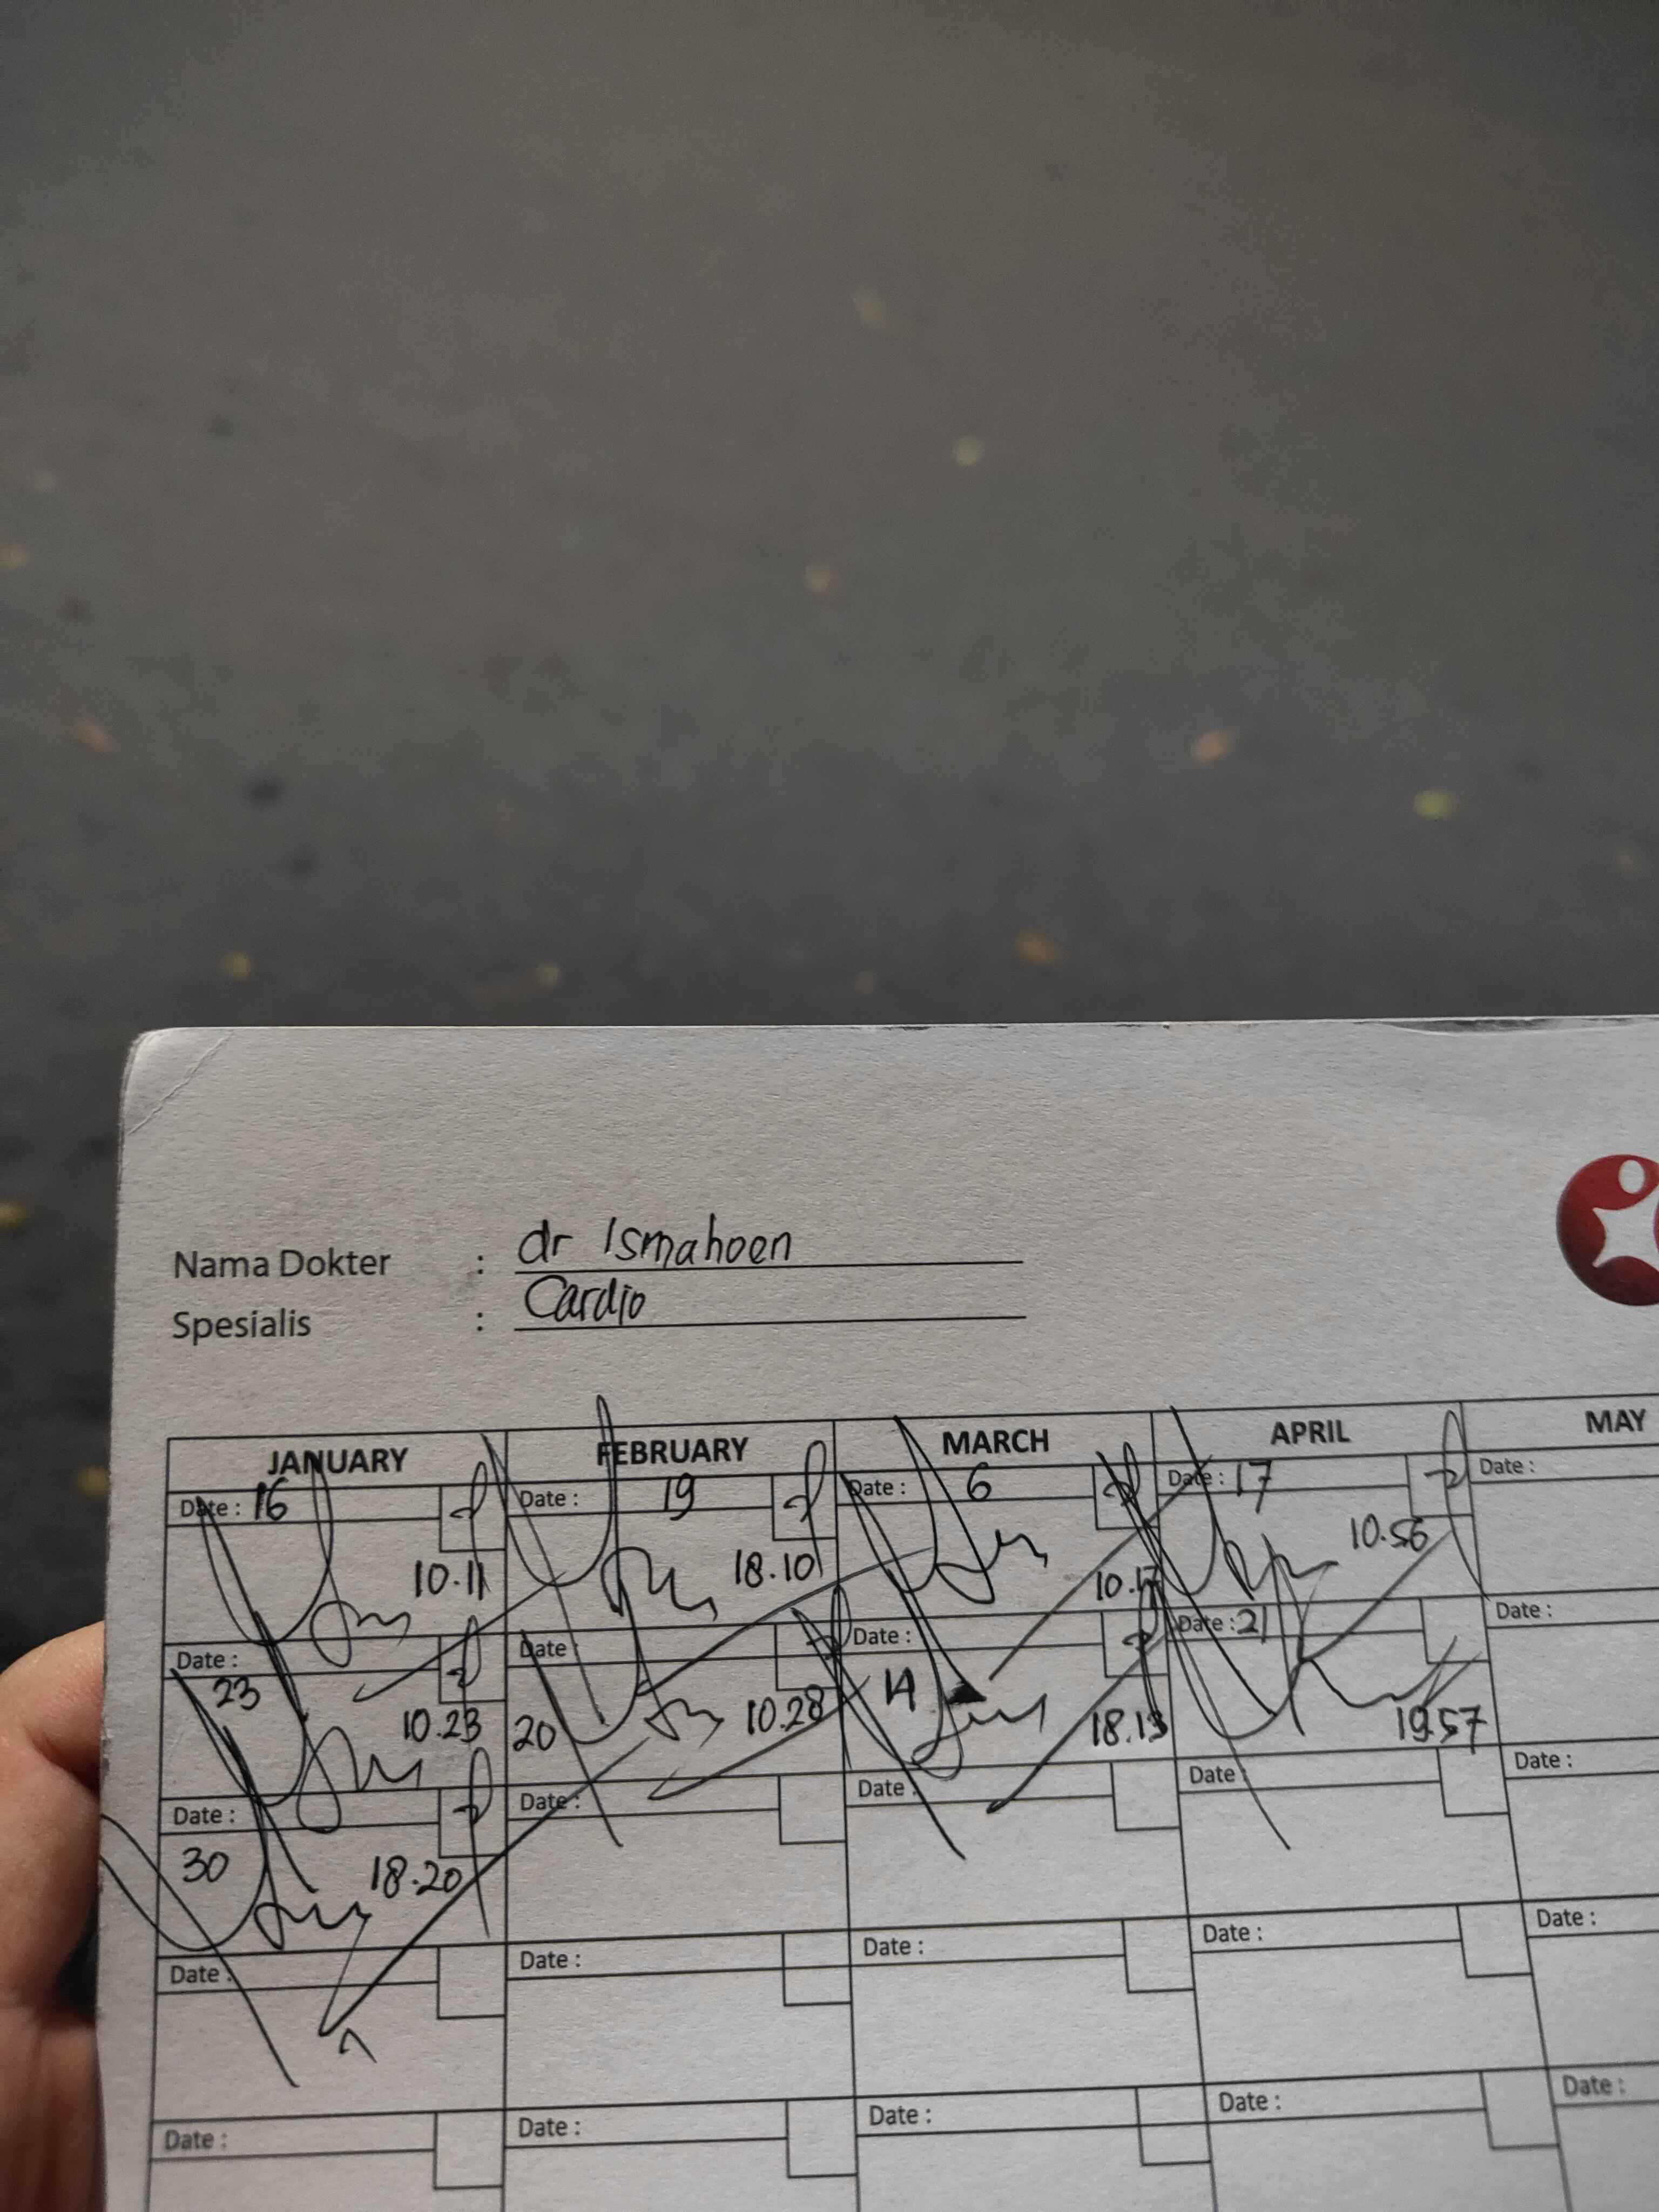 Nama Dokter : dr Ismahoen
Spesialis : Cardio
JANUARY FEBRUARY MARCH APRIL MAY
Date : 16 Date : 19 Date : 6 Date : 17 Date :
10.11 18.10 10.17 10.56
Date : Date : Date : Date : 21 Date :
23 10.23 20 10.28 14 18.13 19.57
Date : Date : Date : Date : Date :
30 18.20
Date : Date : Date : Date : Date :
Date : Date : Date : Date : Date :